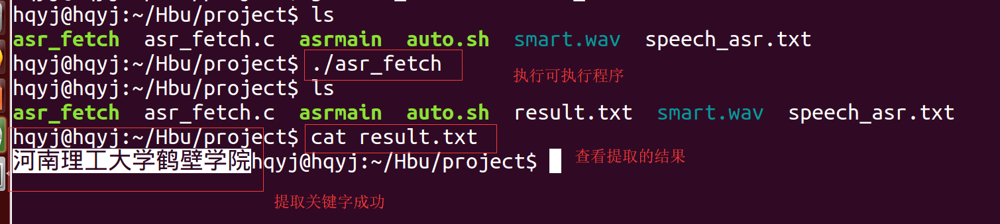 hqyj@hqyj:~/Hbu/project$ ls
asr_fetch asr_fetch.c asrmain auto.sh smart.wav speech_asr.txt
hqyj@hqyj:~/Hbu/project$ ./asr_fetch
执行可执行程序
hqyj@hqyj:~/Hbu/project$ ls
asr_fetch asr_fetch.c asrmain auto.sh result.txt smart.wav speech_asr.txt
hqyj@hqyj:~/Hbu/project$ cat result.txt
河南理工大学鹤壁学院hqyj@hqyj:~/Hbu/project$
查看提取的结果
提取关键字成功